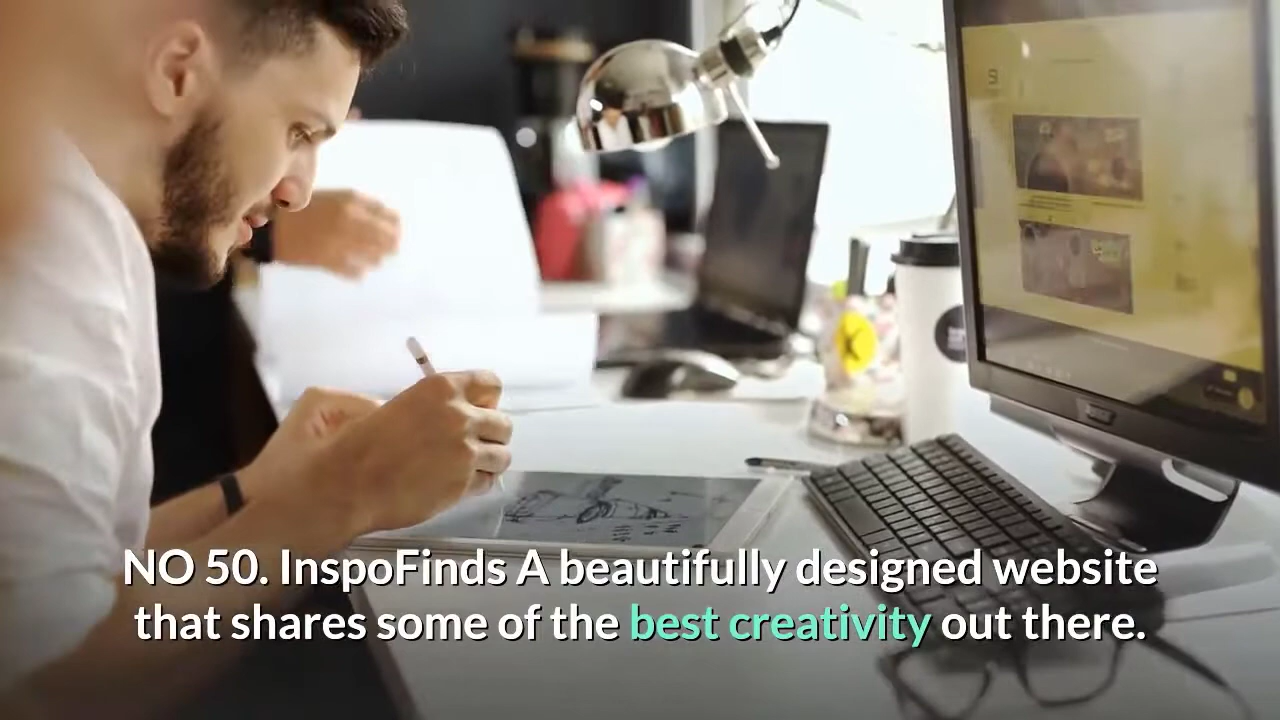 NO 50. InspoFinds A beautifully designed website
that shares some of the best creativity out there.